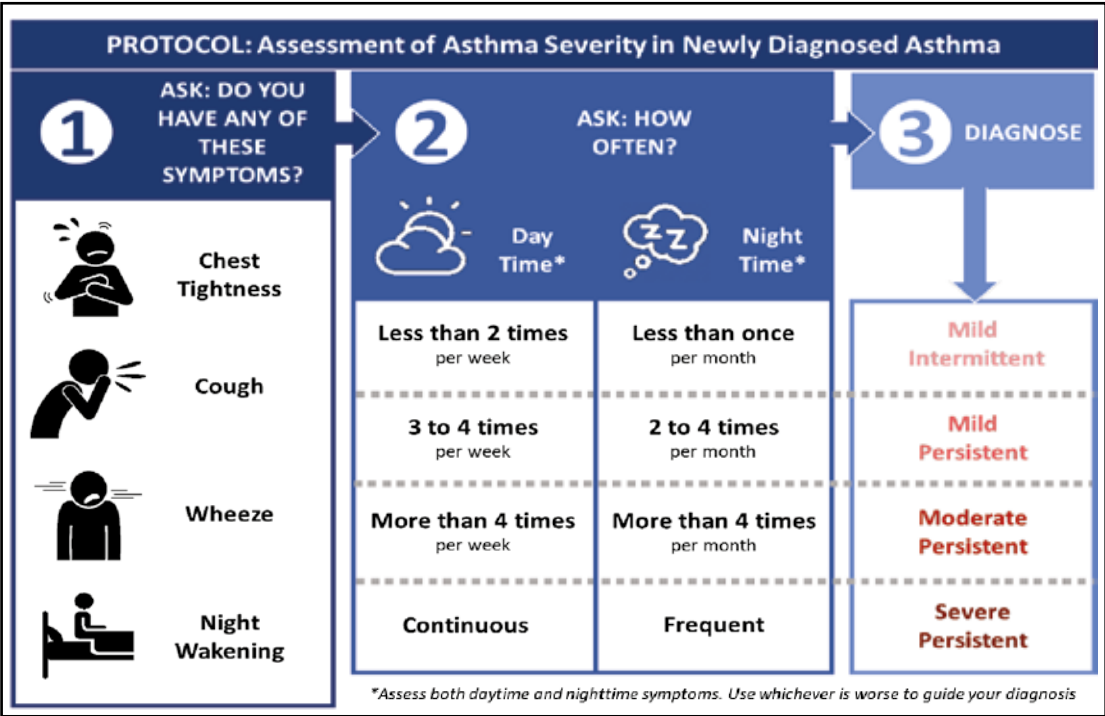 PROTOCOL: Assessment of Asthma Severity in Newly Diagnosed Asthma
1
ASK: DO YOU
HAVE ANY OF
THESE
SYMPTOMS?
Chest
Tightness
Cough
Wheeze
Night
Wakening
2
ASK: HOW
OFTEN?
Day
Time*
zz
Night
Time*
Less than 2 times
per week
Less than once
per month
3 to 4 times
per week
2 to 4 times
per month
More than 4 times
per week
More than 4 times
per month
Continuous
Frequent
3
DIAGNOSE
Mild
Intermittent
Mild
Persistent
Moderate
Persistent
Severe
Persistent
*Assess both daytime and nighttime symptoms. Use whichever is worse to guide your diagnosis